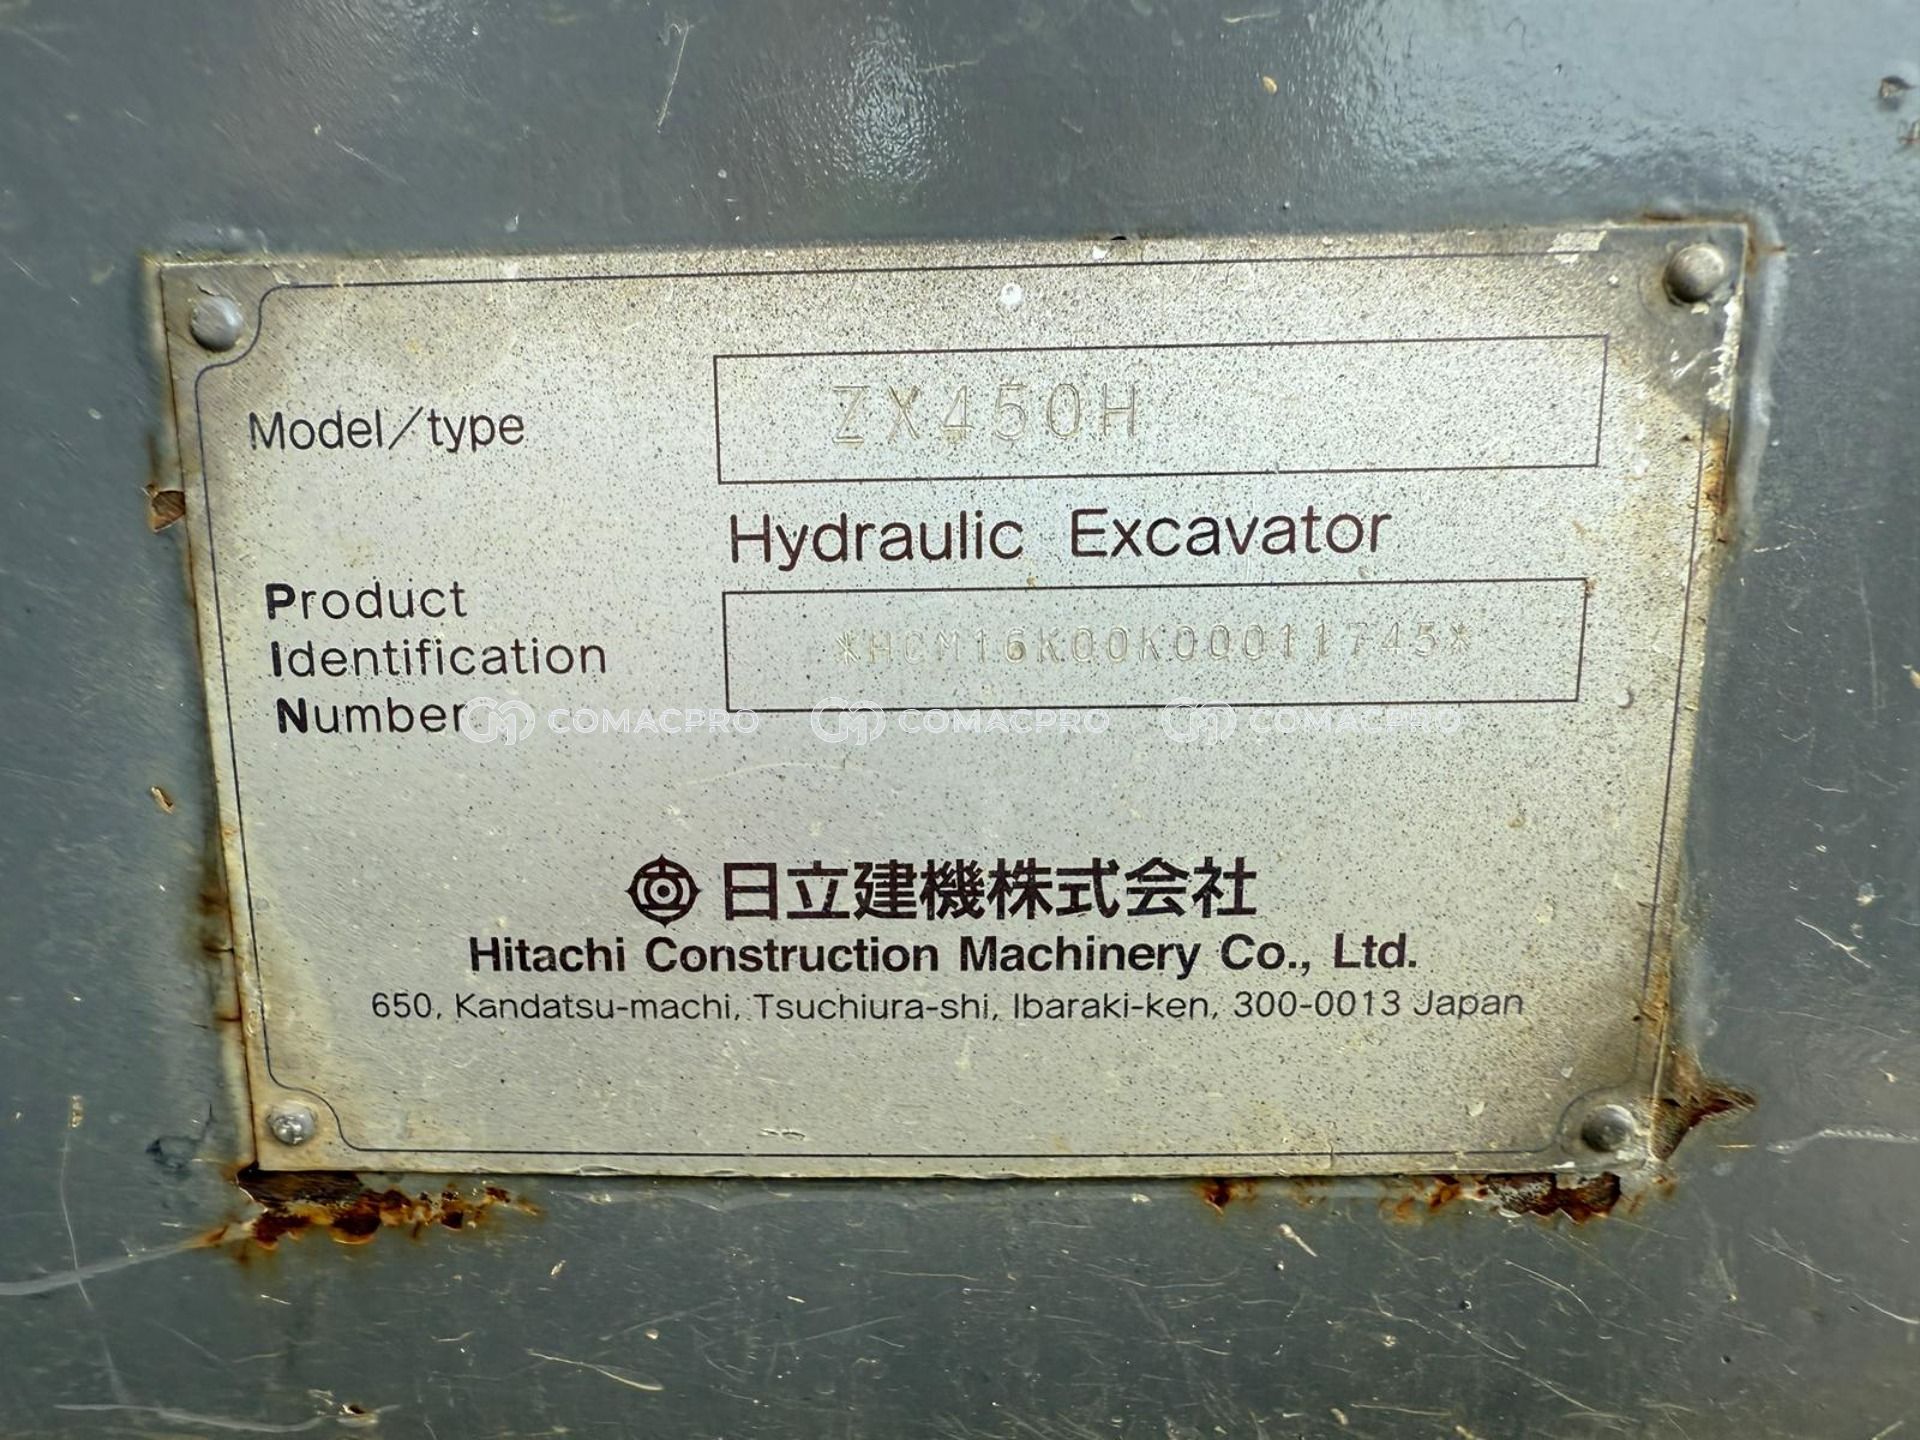 Model/type
ZX450H
Hydraulic Excavator
Product
Identification
Number
*HCM16K00K00011745*
COMACPRO COMACPRO COMACPRO
日立建機株式会社
Hitachi Construction Machinery Co., Ltd.
650, Kandatsu-machi, Tsuchiura-shi, Ibaraki-ken, 300-0013 Japan